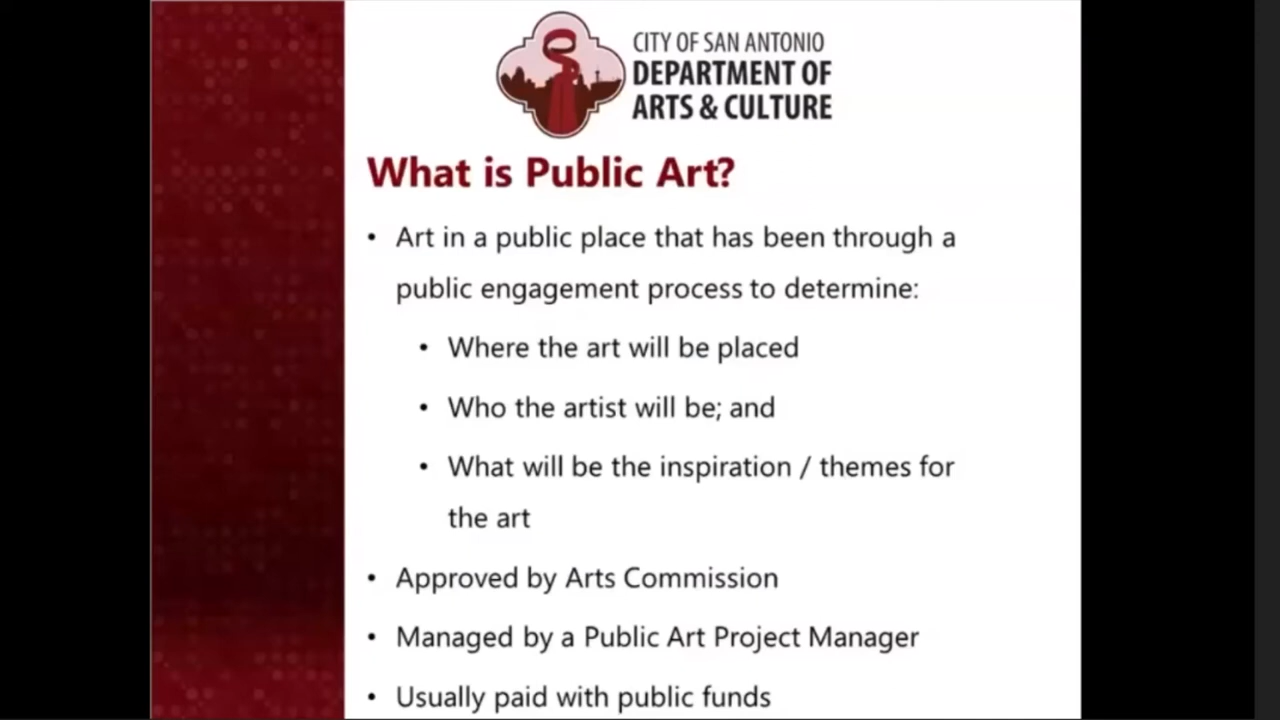 CITY OF SAN ANTONIO
DEPARTMENT OF
ARTS & CULTURE
What is Public Art?
• Art in a public place that has been through a
public engagement process to determine:
• Where the art will be placed
• Who the artist will be; and
• What will be the inspiration / themes for
the art
• Approved by Arts Commission
• Managed by a Public Art Project Manager
• Usually paid with public funds